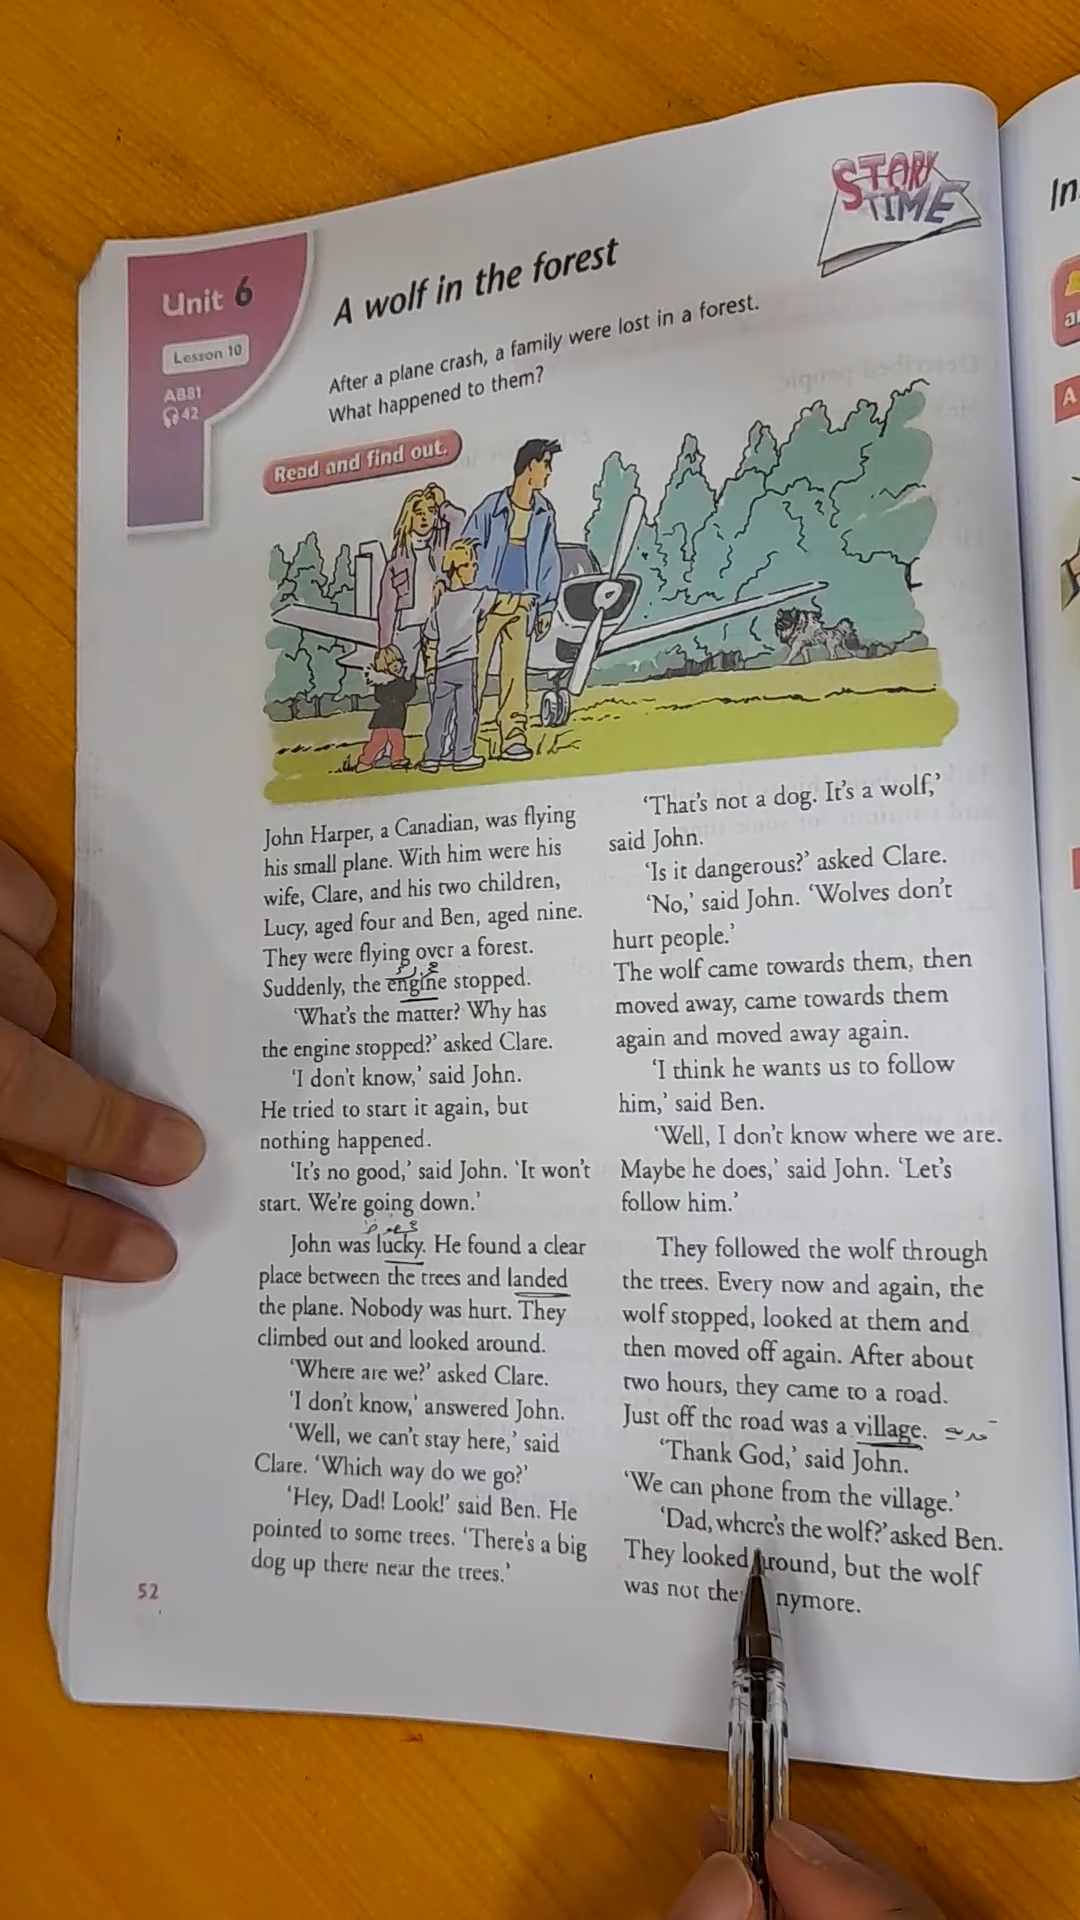 STORY
TIME
Unit 6
Lesson 10
AB81
42
A wolf in the forest
After a plane crash, a family were lost in a forest.
What happened to them?
Read and find out.
John Harper, a Canadian, was flying
his small plane. With him were his
wife, Clare, and his two children,
Lucy, aged four and Ben, aged nine.
They were flying over a forest.
Suddenly, the engine stopped.
‘What's the matter? Why has
the engine stopped?’ asked Clare.
‘I don't know,’ said John.
He tried to start it again, but
nothing happened.
‘It's no good,’ said John. ‘It won't
start. We're going down.’
John was lucky. He found a clear
place between the trees and landed
the plane. Nobody was hurt. They
climbed out and looked around.
‘Where are we?’ asked Clare.
‘I don't know,’ answered John.
‘Well, we can't stay here,’ said
Clare. ‘Which way do we go?’
‘Hey, Dad! Look!’ said Ben. He
pointed to some trees. ‘There's a big
dog up there near the trees.’
52
‘That's not a dog. It's a wolf,’
said John.
‘Is it dangerous?’ asked Clare.
‘No,’ said John. ‘Wolves don't
hurt people.’
The wolf came towards them, then
moved away, came towards them
again and moved away again.
‘I think he wants us to follow
him,’ said Ben.
‘Well, I don't know where we are.
Maybe he does,’ said John. ‘Let's
follow him.’
They followed the wolf through
the trees. Every now and again, the
wolf stopped, looked at them and
then moved off again. After about
two hours, they came to a road.
Just off the road was a village.
‘Thank God,’ said John.
‘We can phone from the village.’
‘Dad, where's the wolf?’ asked Ben.
They looked around, but the wolf
was not nymore.
In
A